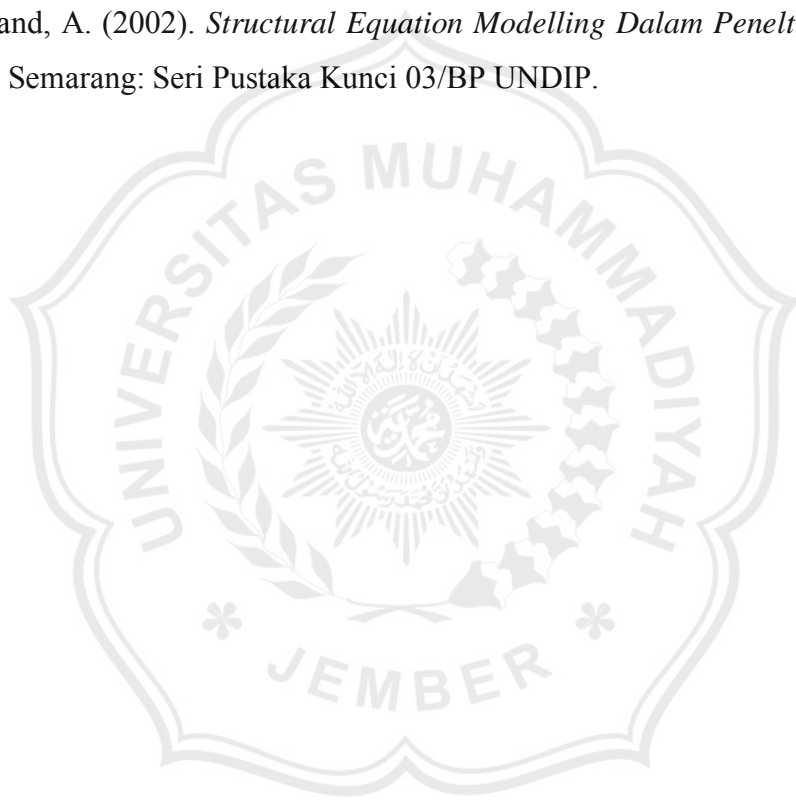 and, A. (2002). Structural Equation Modelling Dalam Penelt
Semarang: Seri Pustaka Kunci 03/BP UNDIP.
UNIVERSITAS MUHAMMADIYAH
JEMBER